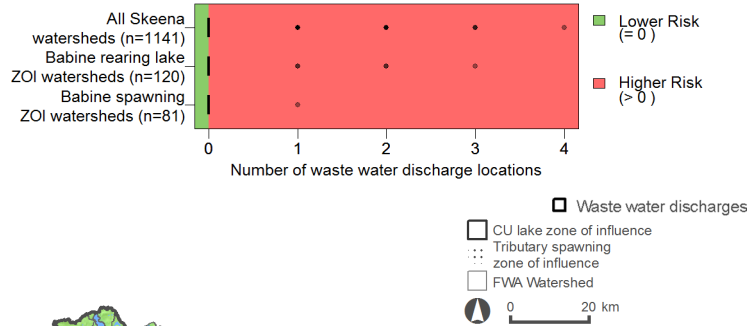 All Skeena
watersheds (n=1141)
Babine rearing lake
ZOI watersheds (n=120)
Babine spawning
ZOI watersheds (n=81)
0 1 2 3 4
Number of waste water discharge locations
Lower Risk
(= 0 )
Higher Risk
(> 0 )
Waste water discharges
CU lake zone of influence
Tributary spawning
zone of influence
FWA Watershed
0 20 km